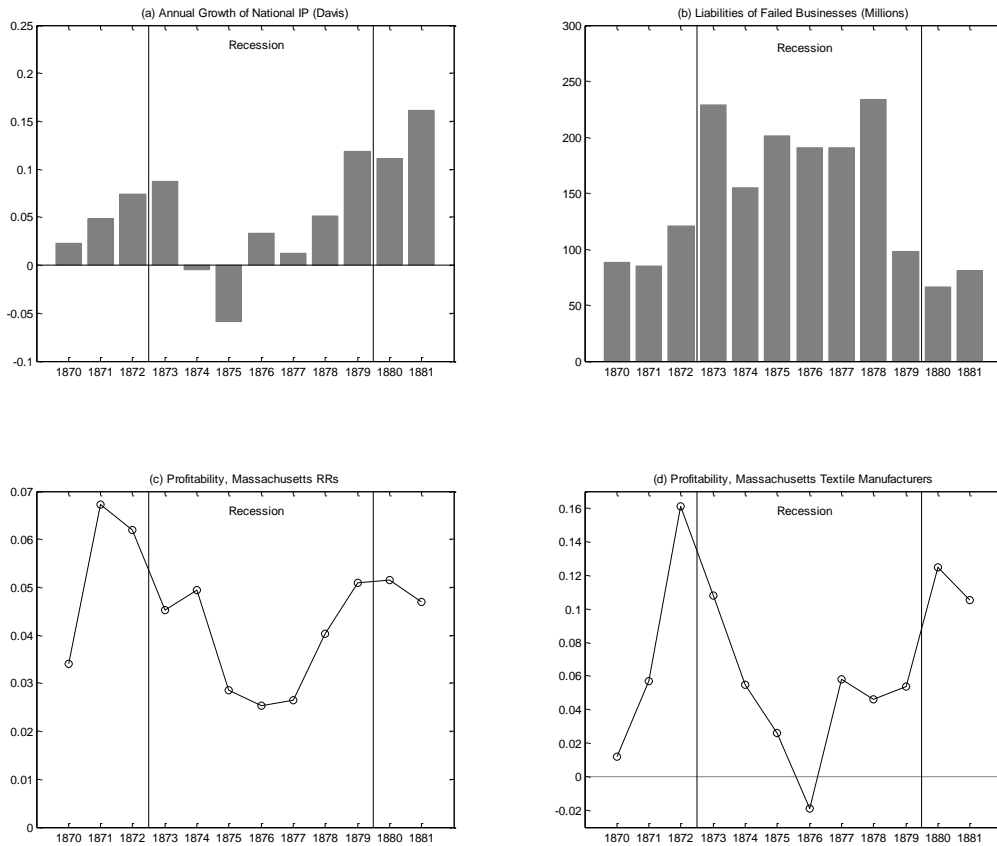 (a) Annual Growth of National IP (Davis)
0.25
0.2
0.15
0.1
0.05
0
-0.05
-0.1
Recession
1870 1871 1872 1873 1874 1875 1876 1877 1878 1879 1880 1881
(b) Liabilities of Failed Businesses (Millions)
300
250
200
150
100
50
0
Recession
1870 1871 1872 1873 1874 1875 1876 1877 1878 1879 1880 1881
(c) Profitability, Massachusetts RRs
0.07
0.06
0.05
0.04
0.03
0.02
0.01
0
Recession
1870 1871 1872 1873 1874 1875 1876 1877 1878 1879 1880 1881
(d) Profitability, Massachusetts Textile Manufacturers
0.16
0.14
0.12
0.10
0.08
0.06
0.04
0.02
0
-0.02
Recession
1870 1871 1872 1873 1874 1875 1876 1877 1878 1879 1880 1881